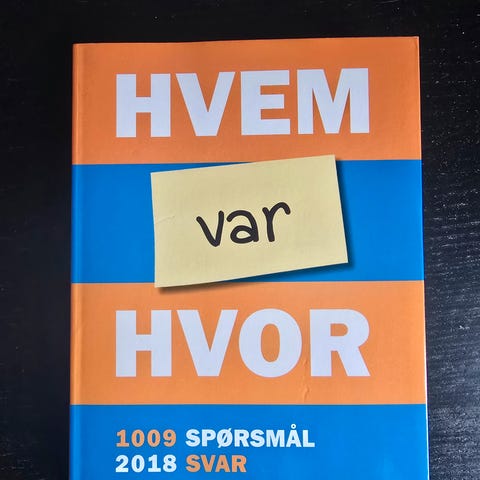 HVEM
var
HVOR
1009 SPØRSMÅL
2018 SVAR